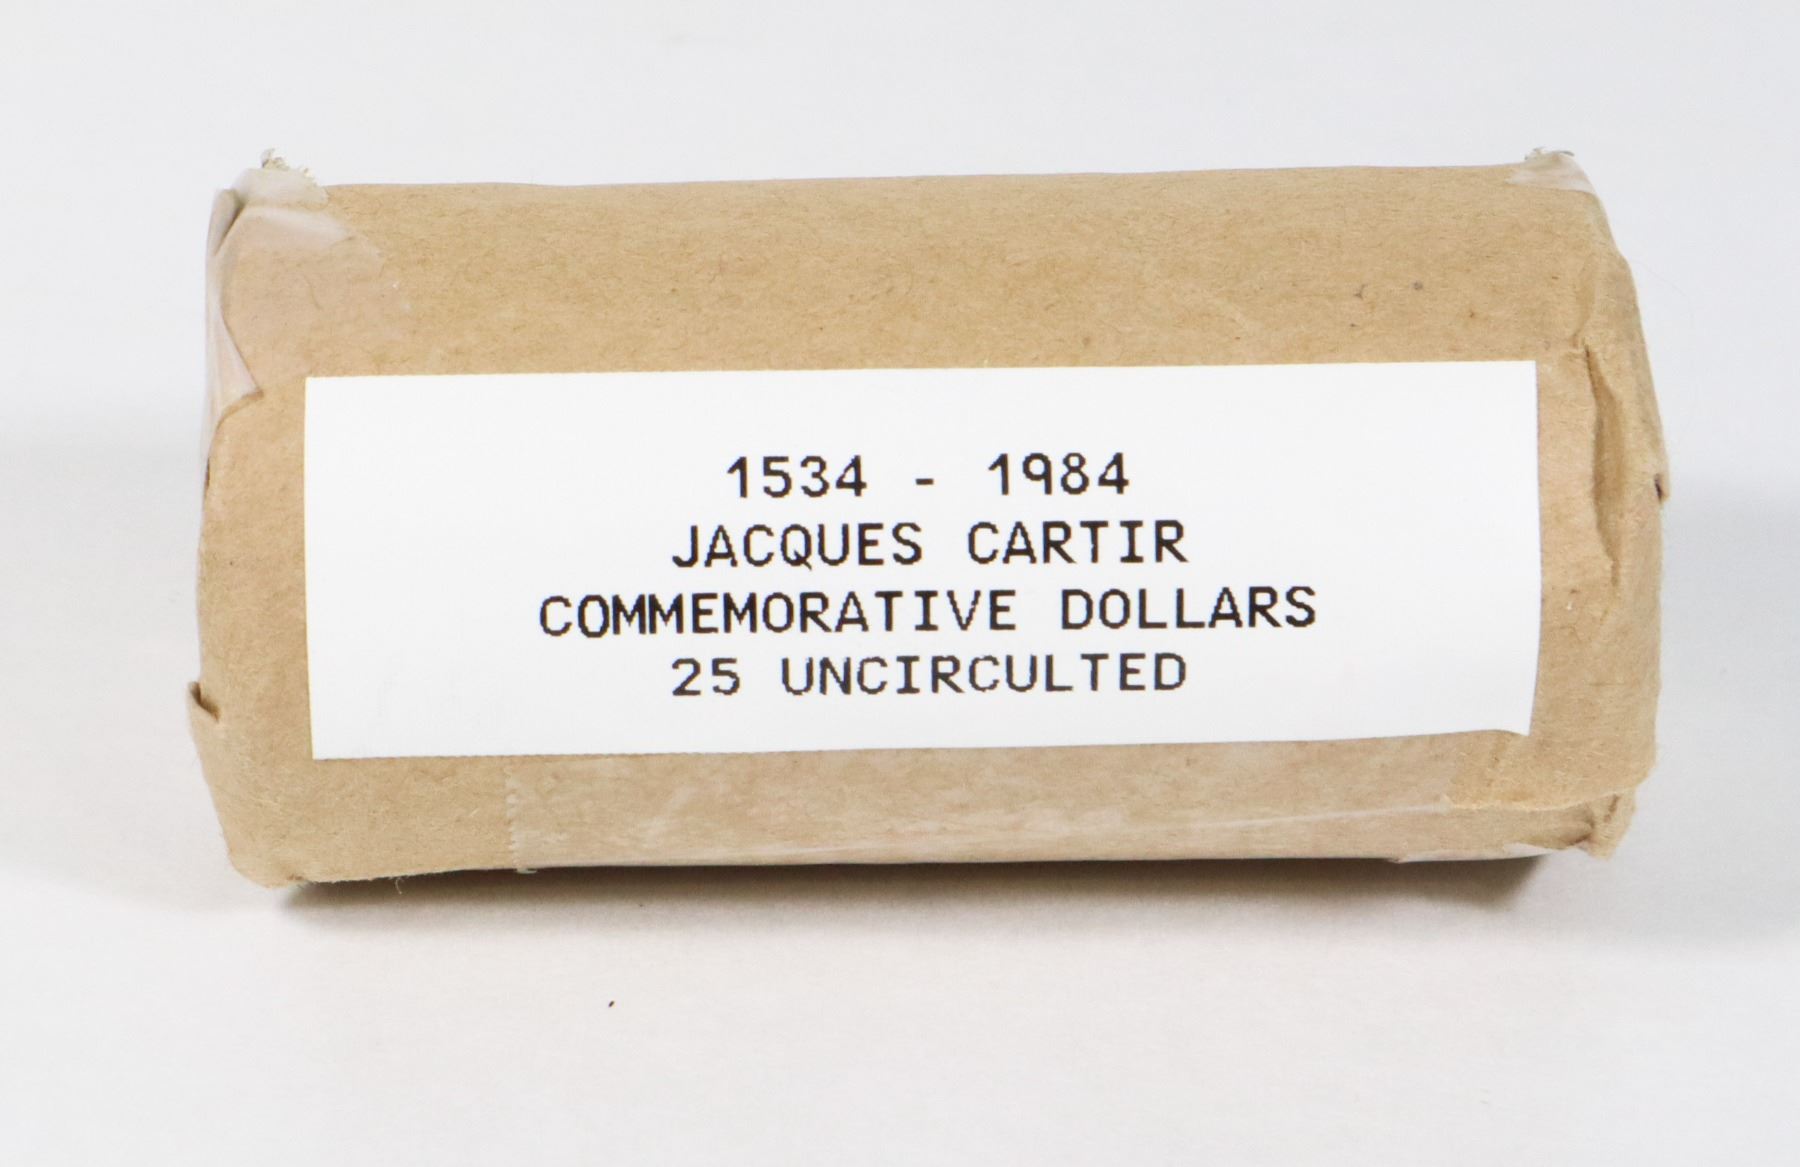 1534 - 1984
JACQUES CARTIR
COMMEMORATIVE DOLLARS
25 UNCIRCULTED